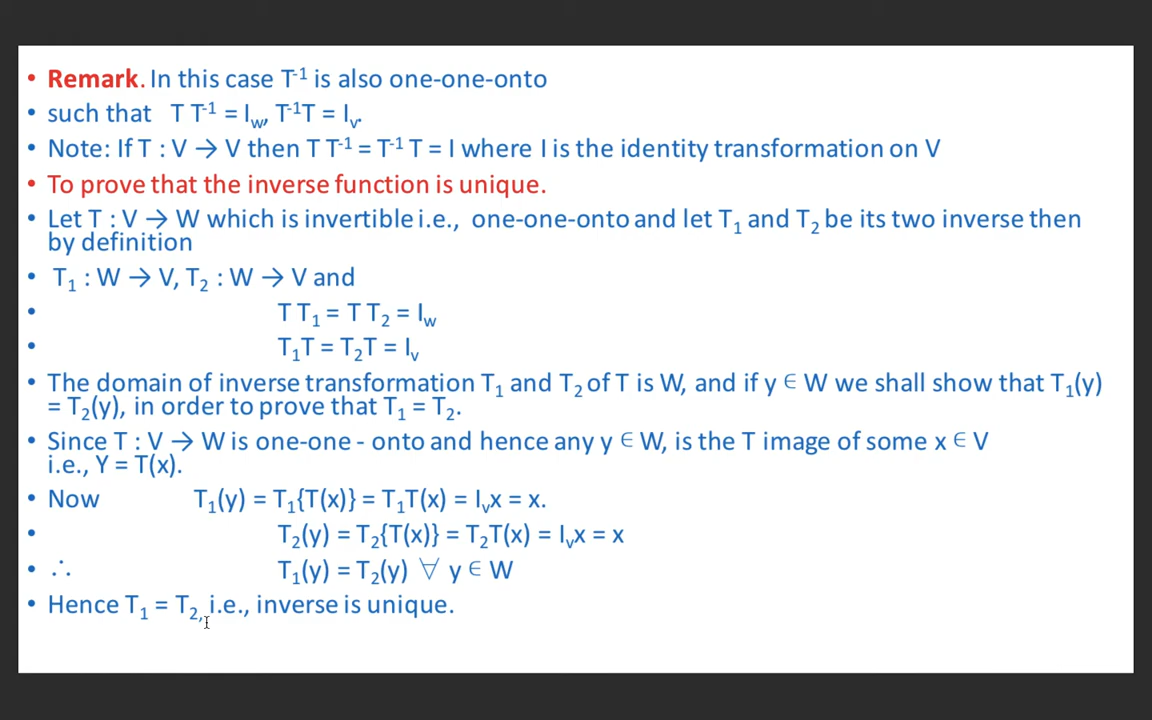 • Remark. In this case T⁻¹ is also one-one-onto
• such that T T⁻¹ = I_w, T⁻¹T = I_v.
• Note: If T : V → V then T T⁻¹ = T⁻¹ T = I where I is the identity transformation on V
• To prove that the inverse function is unique.
• Let T : V → W which is invertible i.e., one-one-onto and let T₁ and T₂ be its two inverse then
by definition
• T₁ : W → V, T₂ : W → V and
• T T₁ = T T₂ = I_w
• T₁T = T₂T = I_v
• The domain of inverse transformation T₁ and T₂ of T is W, and if y ∈ W we shall show that T₁(y)
= T₂(y), in order to prove that T₁ = T₂.
• Since T : V → W is one-one - onto and hence any y ∈ W, is the T image of some x ∈ V
i.e., Y = T(x).
• Now T₁(y) = T₁{T(x)} = T₁T(x) = I_vx = x.
• T₂(y) = T₂{T(x)} = T₂T(x) = I_vx = x
• ∴ T₁(y) = T₂(y) ∀ y ∈ W
• Hence T₁ = T₂, i.e., inverse is unique.